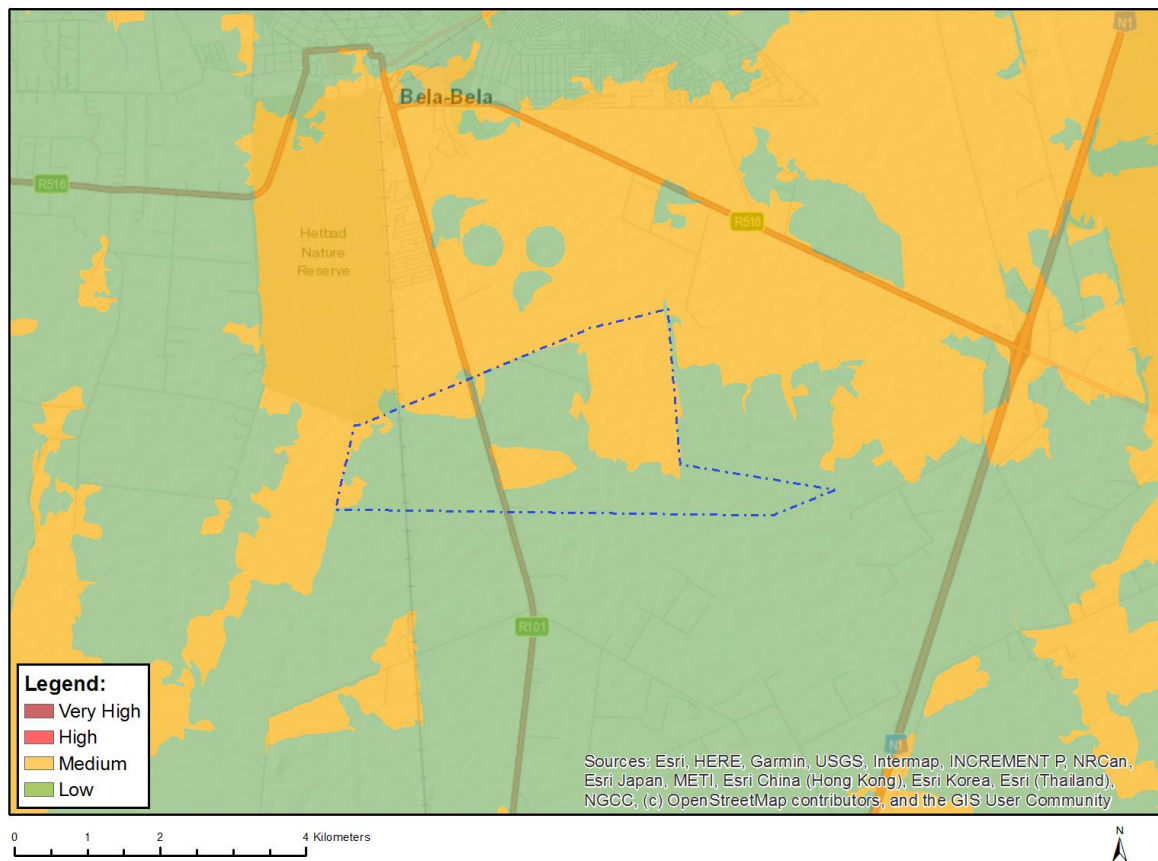 N1
Bela-Bela
R516
R516
Hetbad
Nature
Reserve
R101
N1
Legend:
Very High
High
Medium
Low
Sources: Esri, HERE, Garmin, USGS, Intermap, INCREMENT P, NRCan,
Esri Japan, METI, Esri China (Hong Kong), Esri Korea, Esri (Thailand),
NGCC, (c) OpenStreetMap contributors, and the GIS User Community
0 1 2 4 Kilometers
N